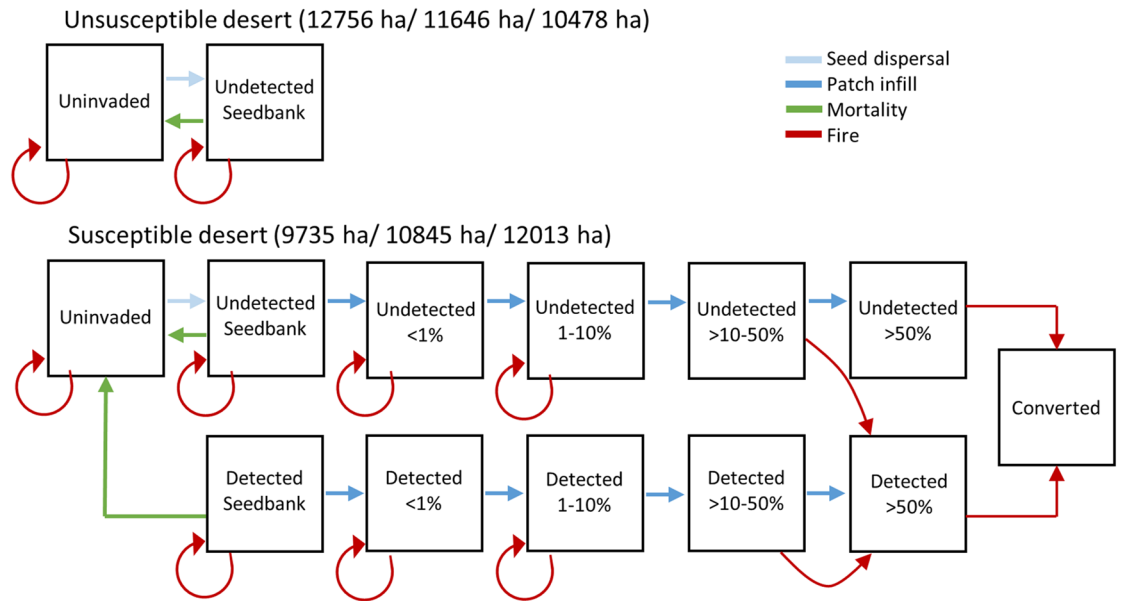 Unsusceptible desert (12756 ha/ 11646 ha/ 10478 ha)
Uninvaded
Undetected
Seedbank
Seed dispersal
Patch infill
Mortality
Fire
Susceptible desert (9735 ha/ 10845 ha/ 12013 ha)
Uninvaded
Undetected
Seedbank
Undetected
<1%
Undetected
1-10%
Undetected
>10-50%
Undetected
>50%
Converted
Detected
Seedbank
Detected
<1%
Detected
1-10%
Detected
>10-50%
Detected
>50%